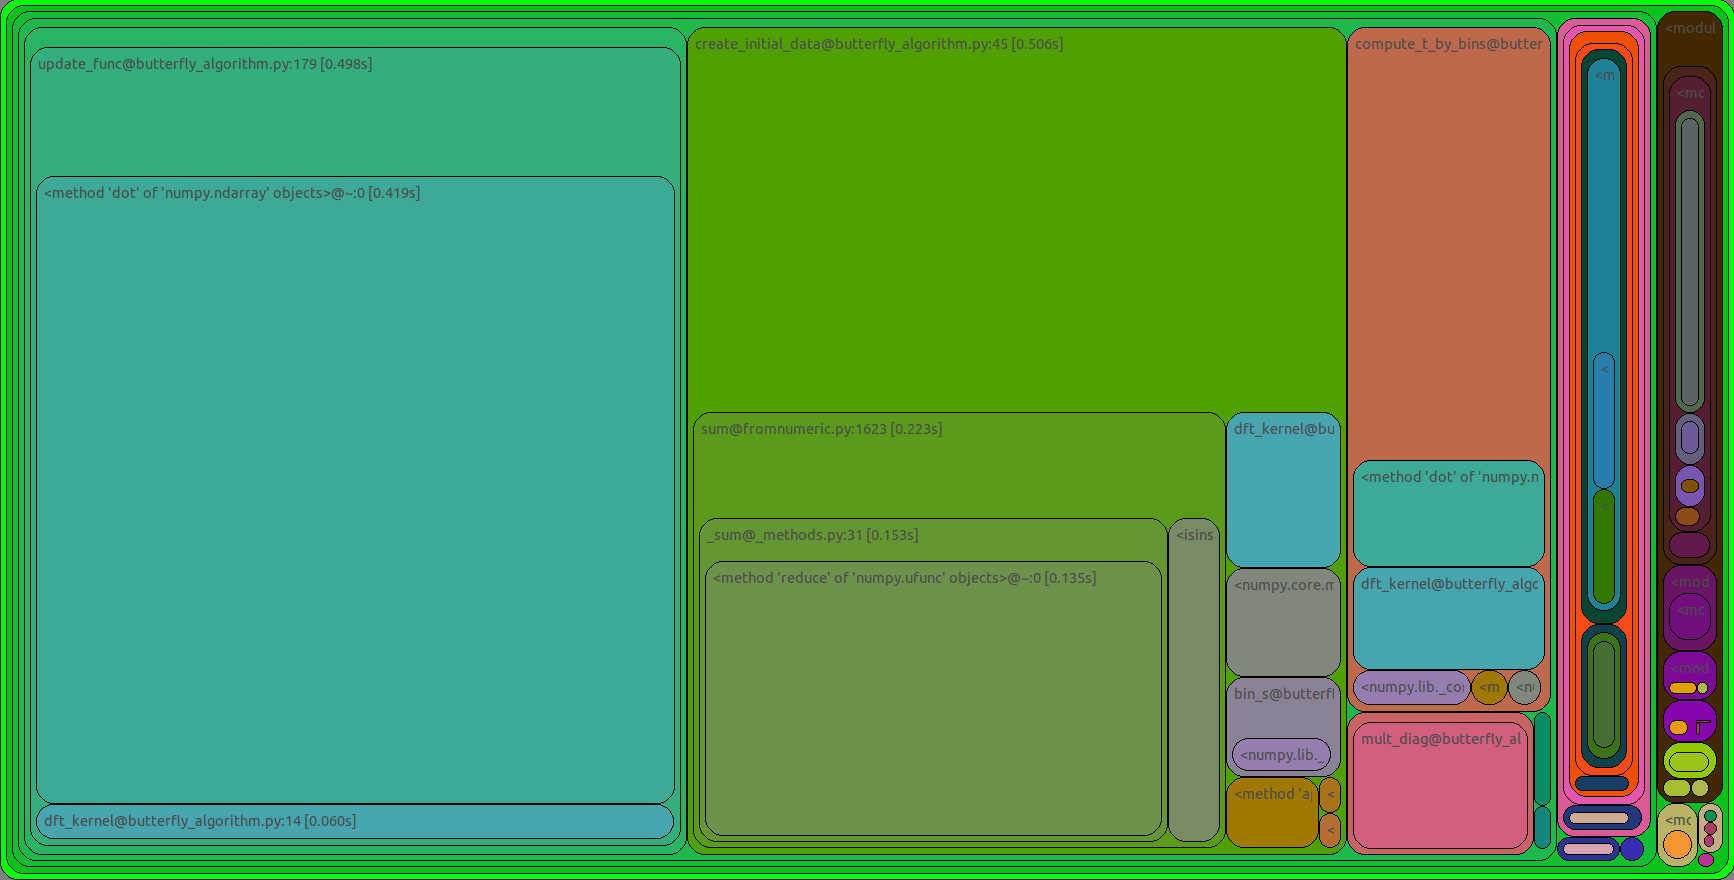 update_func@butterfly_algorithm.py:179 [0.498s]
<method 'dot' of 'numpy.ndarray' objects>@~:0 [0.419s]
dft_kernel@butterfly_algorithm.py:14 [0.060s]
create_initial_data@butterfly_algorithm.py:45 [0.506s]
sum@fromnumeric.py:1623 [0.223s]
_sum@_methods.py:31 [0.153s]
<method 'reduce' of 'numpy.ufunc' objects>@~:0 [0.135s]
<isins
dft_kernel@bu
<numpy.core.m
bin_s@butterfl
<numpy.lib._
<method 'a
<
<
compute_t_by_bins@butter
<method 'dot' of 'numpy.n
dft_kernel@butterfly_algo
<numpy.lib._co
<m
<n
mult_diag@butterfly_al
<m
<
<
<modul
<mc
<mod
<mc
<mod
<mc